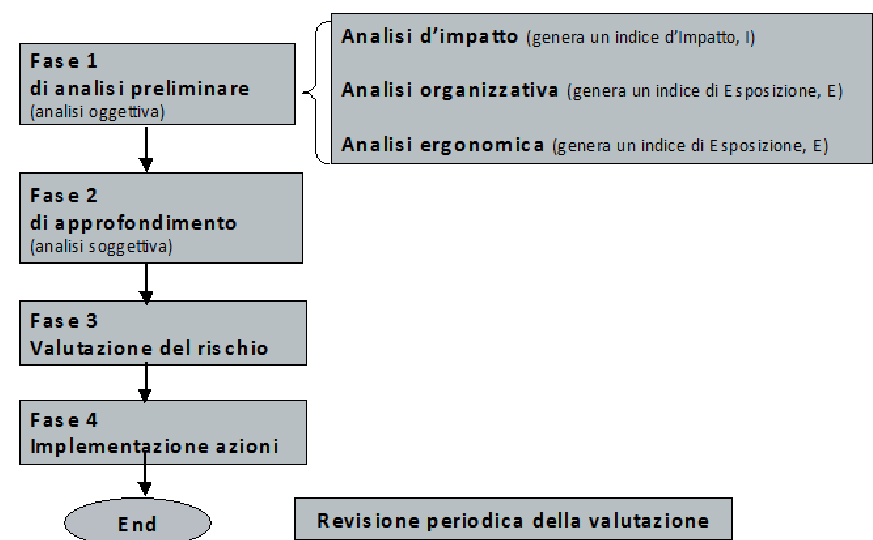 Fase 1
di analisi preliminare
(analisi oggettiva)
Analisi d'impatto (genera un indice d'Impatto, I)
Analisi organizzativa (genera un indice di Esposizione, E)
Analisi ergonomica (genera un indice di Esposizione, E)
Fase 2
di approfondimento
(analisi soggettiva)
Fase 3
Valutazione del rischio
Fase 4
Implementazione azioni
End
Revisione periodica della valutazione